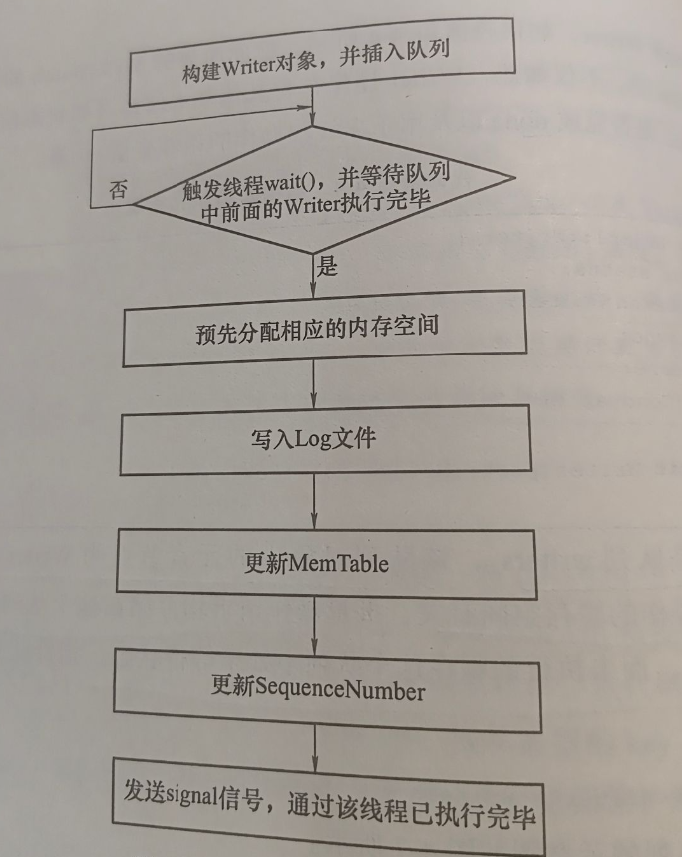 构建Writer对象，并插入队列
触发线程wait()，并等待队列
中前面的Writer执行完毕
否
是
预先分配相应的内存空间
写入Log文件
更新MemTable
更新SequenceNumber
发送signal信号，通过该线程已执行完毕